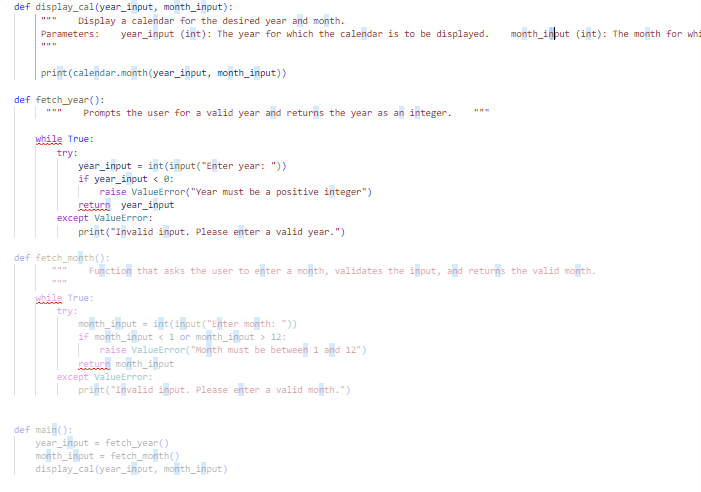 def display_cal(year_input, month_input):
""" Display a calendar for the desired year and month.
Parameters: year_input (int): The year for which the calendar is to be displayed. month_input (int): The month for
"""
print(calendar.month(year_input, month_input))
def fetch_year():
""" Prompts the user for a valid year and returns the year as an integer. """
while True:
try:
year_input = int(input("Enter year: "))
if year_input < 0:
raise ValueError("Year must be a positive integer")
return year_input
except ValueError:
print("Invalid input. Please enter a valid year.")
def fetch_month():
""" Function that asks the user to enter a month, validates the input, and returns the valid month.
"""
while True:
try:
month_input = int(input("Enter month: "))
if month_input < 1 or month_input > 12:
raise ValueError("Month must be between 1 and 12")
return month_input
except ValueError:
print("Invalid input. Please enter a valid month.")
def main():
year_input = fetch_year()
month_input = fetch_month()
display_cal(year_input, month_input)